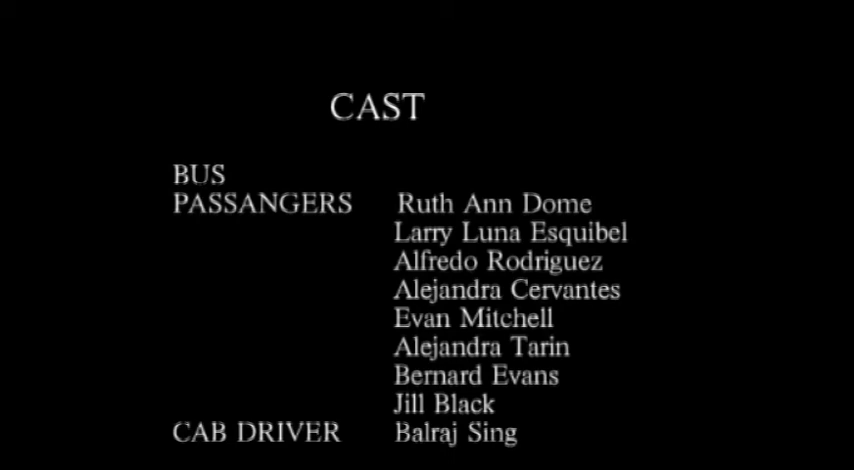 CAST
BUS
PASSANGERS Ruth Ann Dome
Larry Luna Esquibel
Alfredo Rodriguez
Alejandra Cervantes
Evan Mitchell
Alejandra Tarin
Bernard Evans
Jill Black
CAB DRIVER Balraj Sing